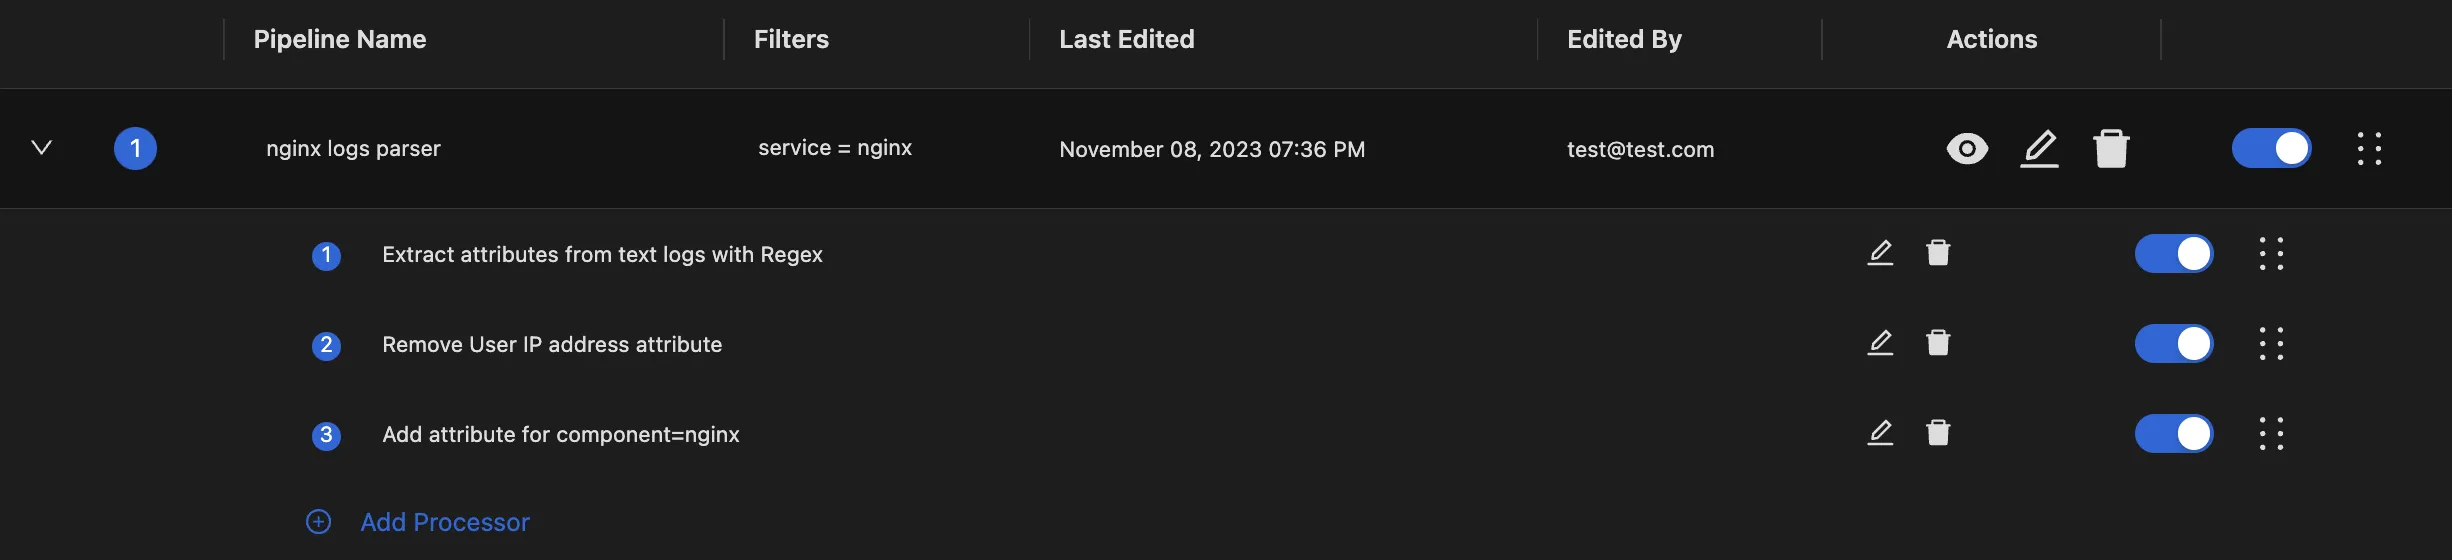 Pipeline Name Filters Last Edited Edited By Actions
1 nginx logs parser service = nginx November 08, 2023 07:36 PM test@test.com
1 Extract attributes from text logs with Regex
2 Remove User IP address attribute
3 Add attribute for component=nginx
Add Processor